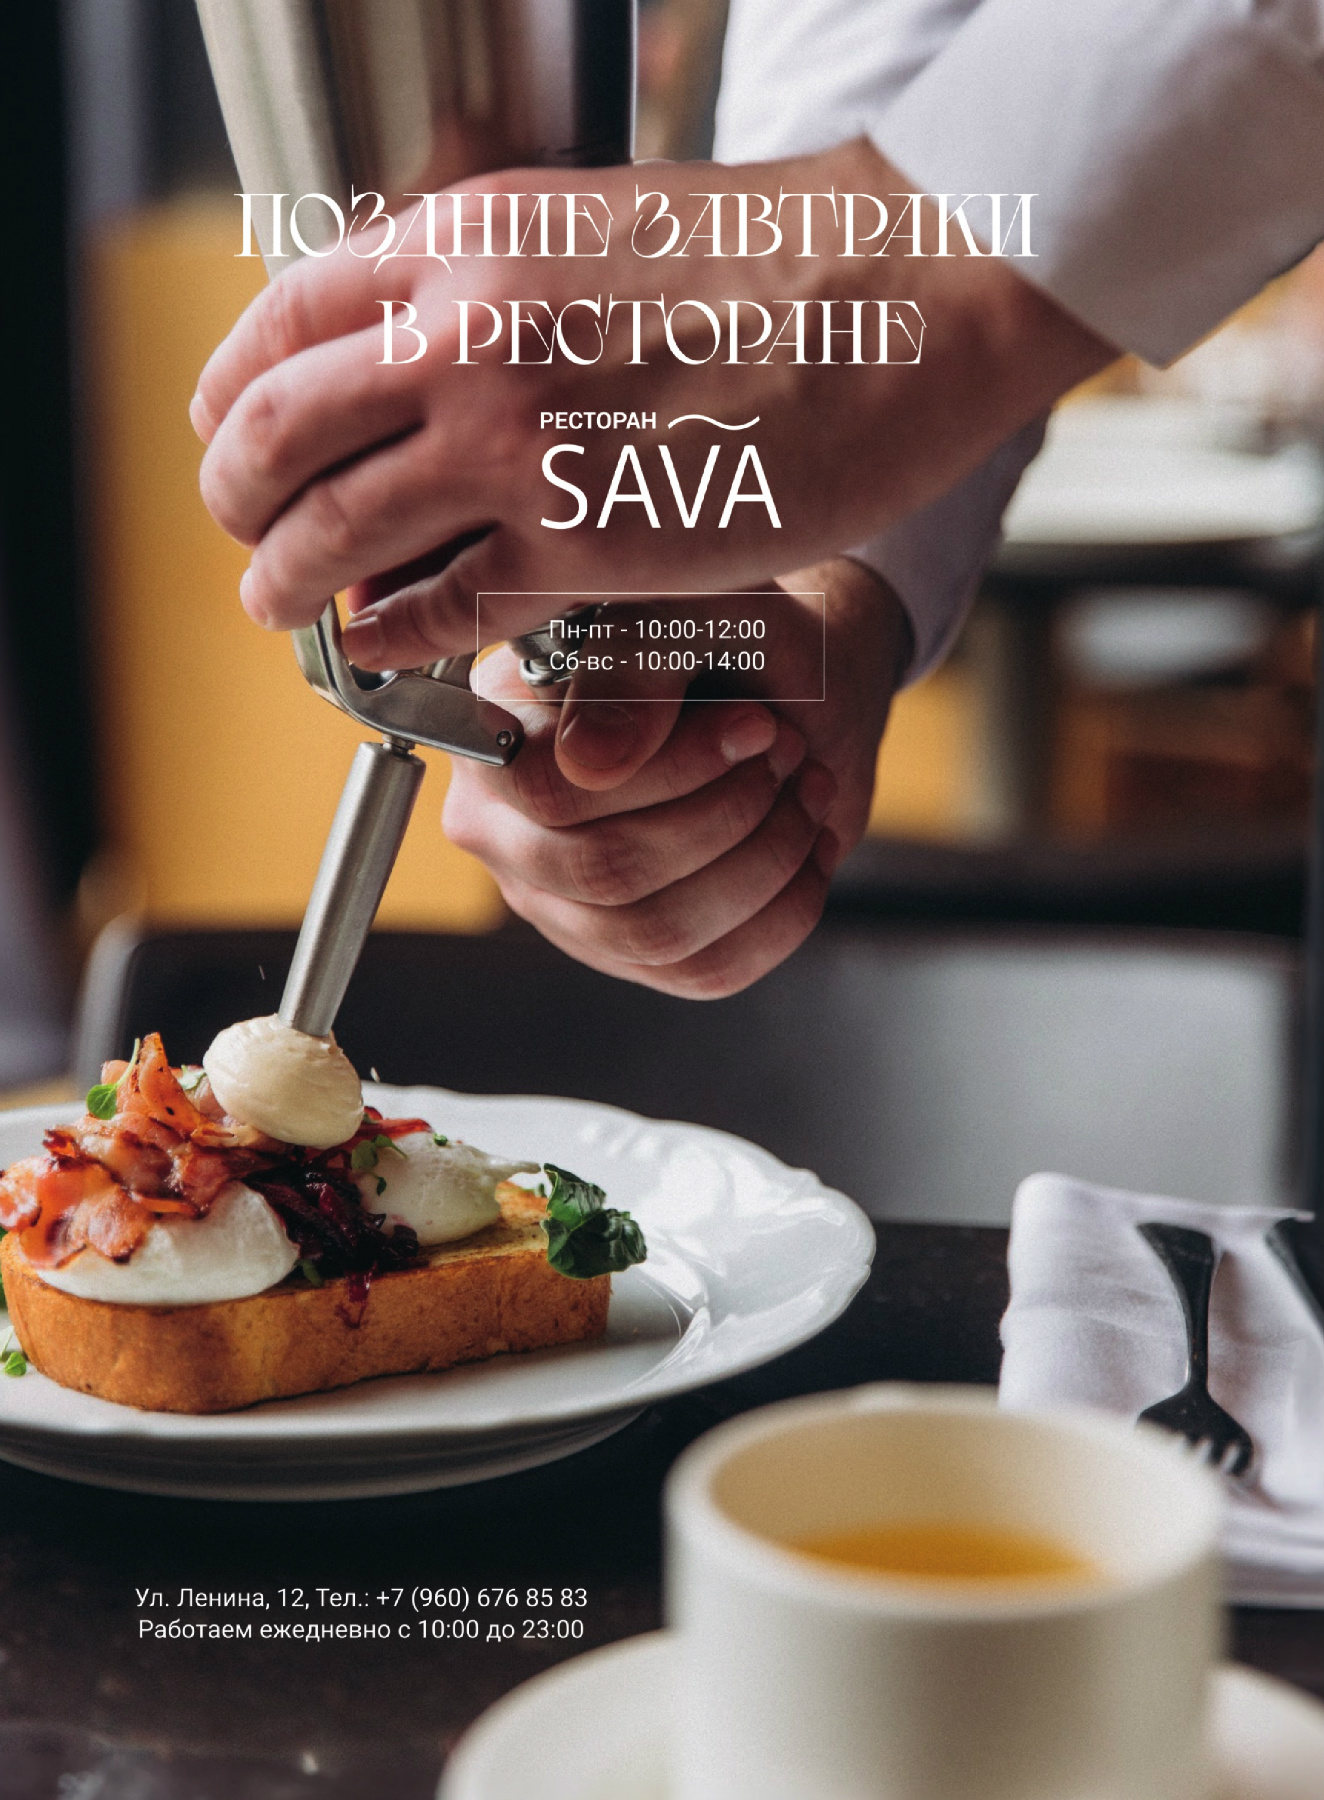 ПОЗДНИЕ ЗАВТРАКИ
В РЕСТОРАНЕ
РЕСТОРАН
SAVA
Пн-пт - 10:00-12:00
Сб-вс - 10:00-14:00
Ул. Ленина, 12, Тел.: +7 (960) 676 85 83
Работаем ежедневно с 10:00 до 23:00